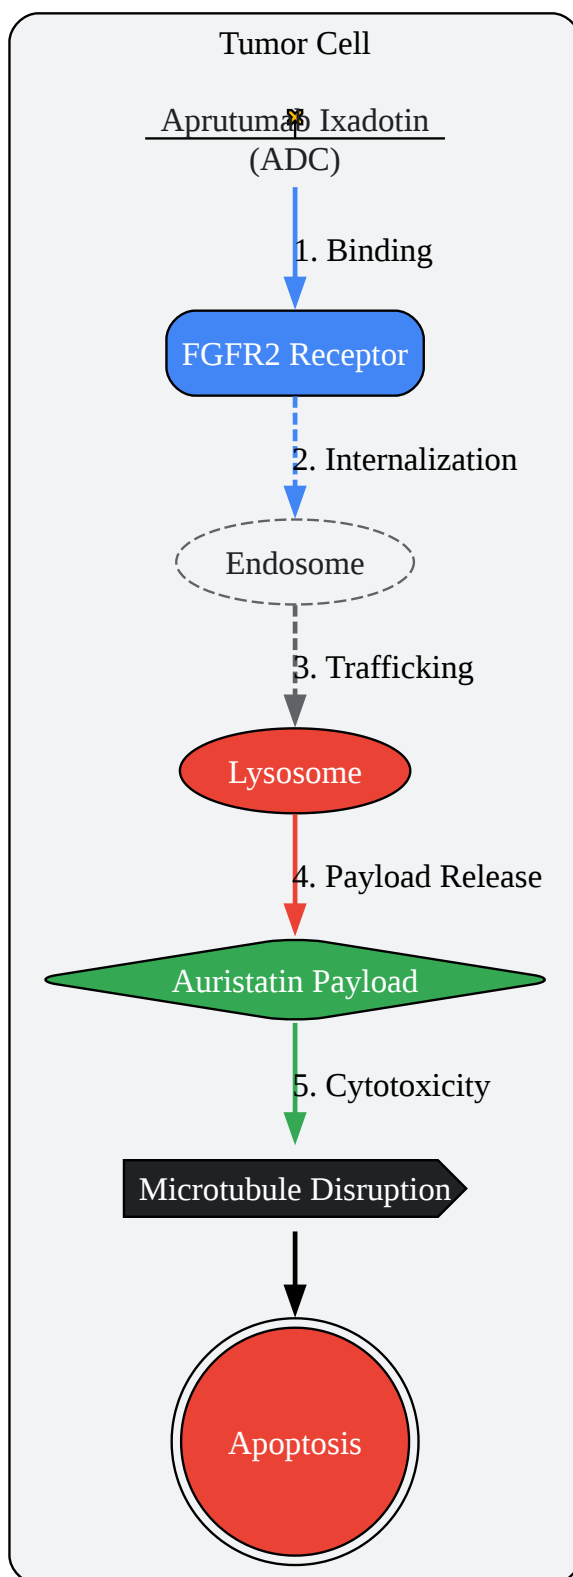 Tumor Cell
Aprutumab Ixadotin
(ADC)
1. Binding
FGFR2 Receptor
2. Internalization
Endosome
3. Trafficking
Lysosome
4. Payload Release
Auristatin Payload
5. Cytotoxicity
Microtubule Disruption
Apoptosis